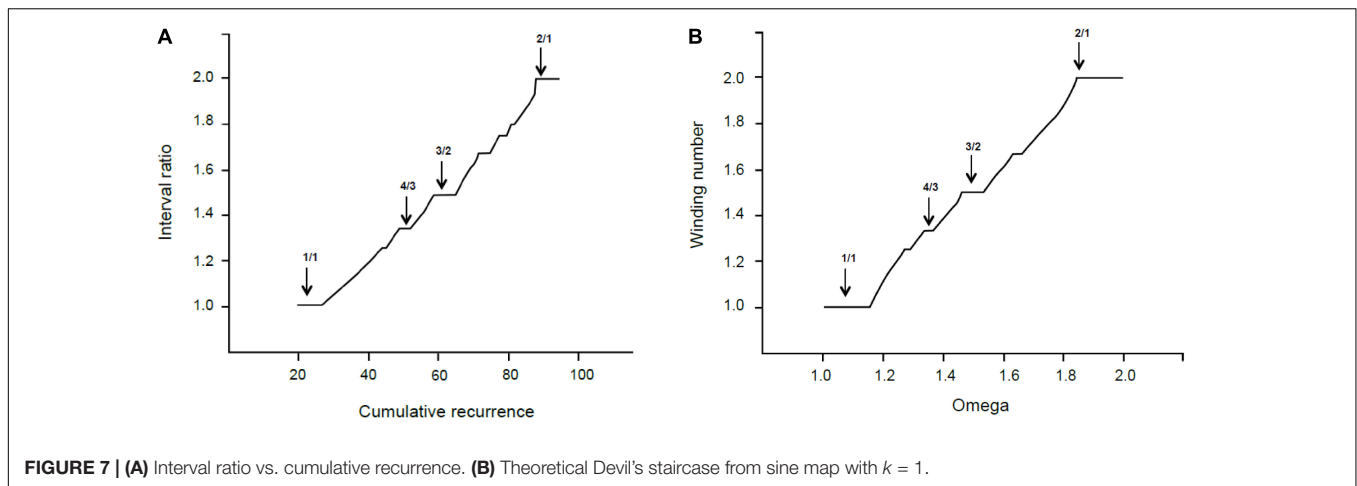 A
Interval ratio
2.0
1.8
1.6
1.4
1.2
1.0
1/1
4/3
3/2
2/1
20 40 60 80 100
Cumulative recurrence
B
Winding number
2.0
1.8
1.6
1.4
1.2
1.0
1/1
4/3
3/2
2/1
1.0 1.2 1.4 1.6 1.8 2.0
Omega
FIGURE 7 | (A) Interval ratio vs. cumulative recurrence. (B) Theoretical Devil's staircase from sine map with k = 1.